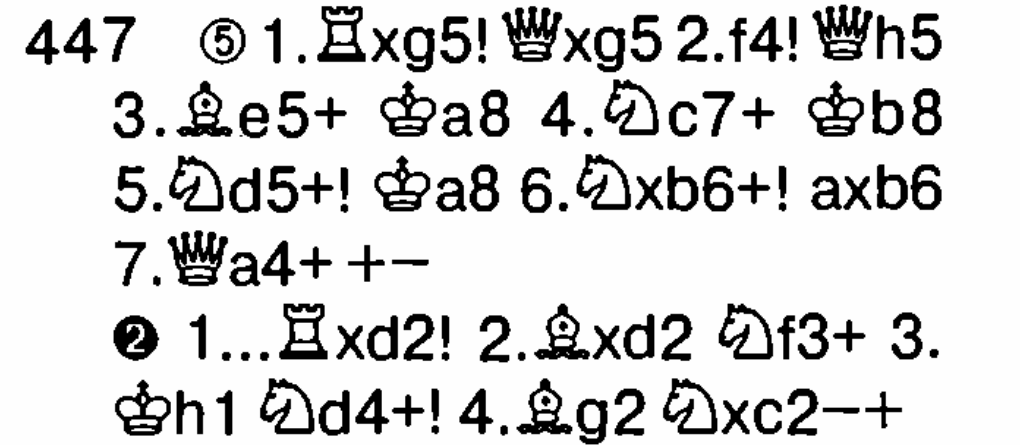 447 ⑤ 1.♖xg5! ♕xg5 2.f4! ♕h5
3.♗e5+ ♔a8 4.♘c7+ ♔b8
5.♘d5+! ♔a8 6.♘xb6+! axb6
7.♕a4+ +−
❷ 1...♖xd2! 2.♗xd2 ♘f3+ 3.
♔h1 ♘d4+! 4.♗g2 ♘xc2−+